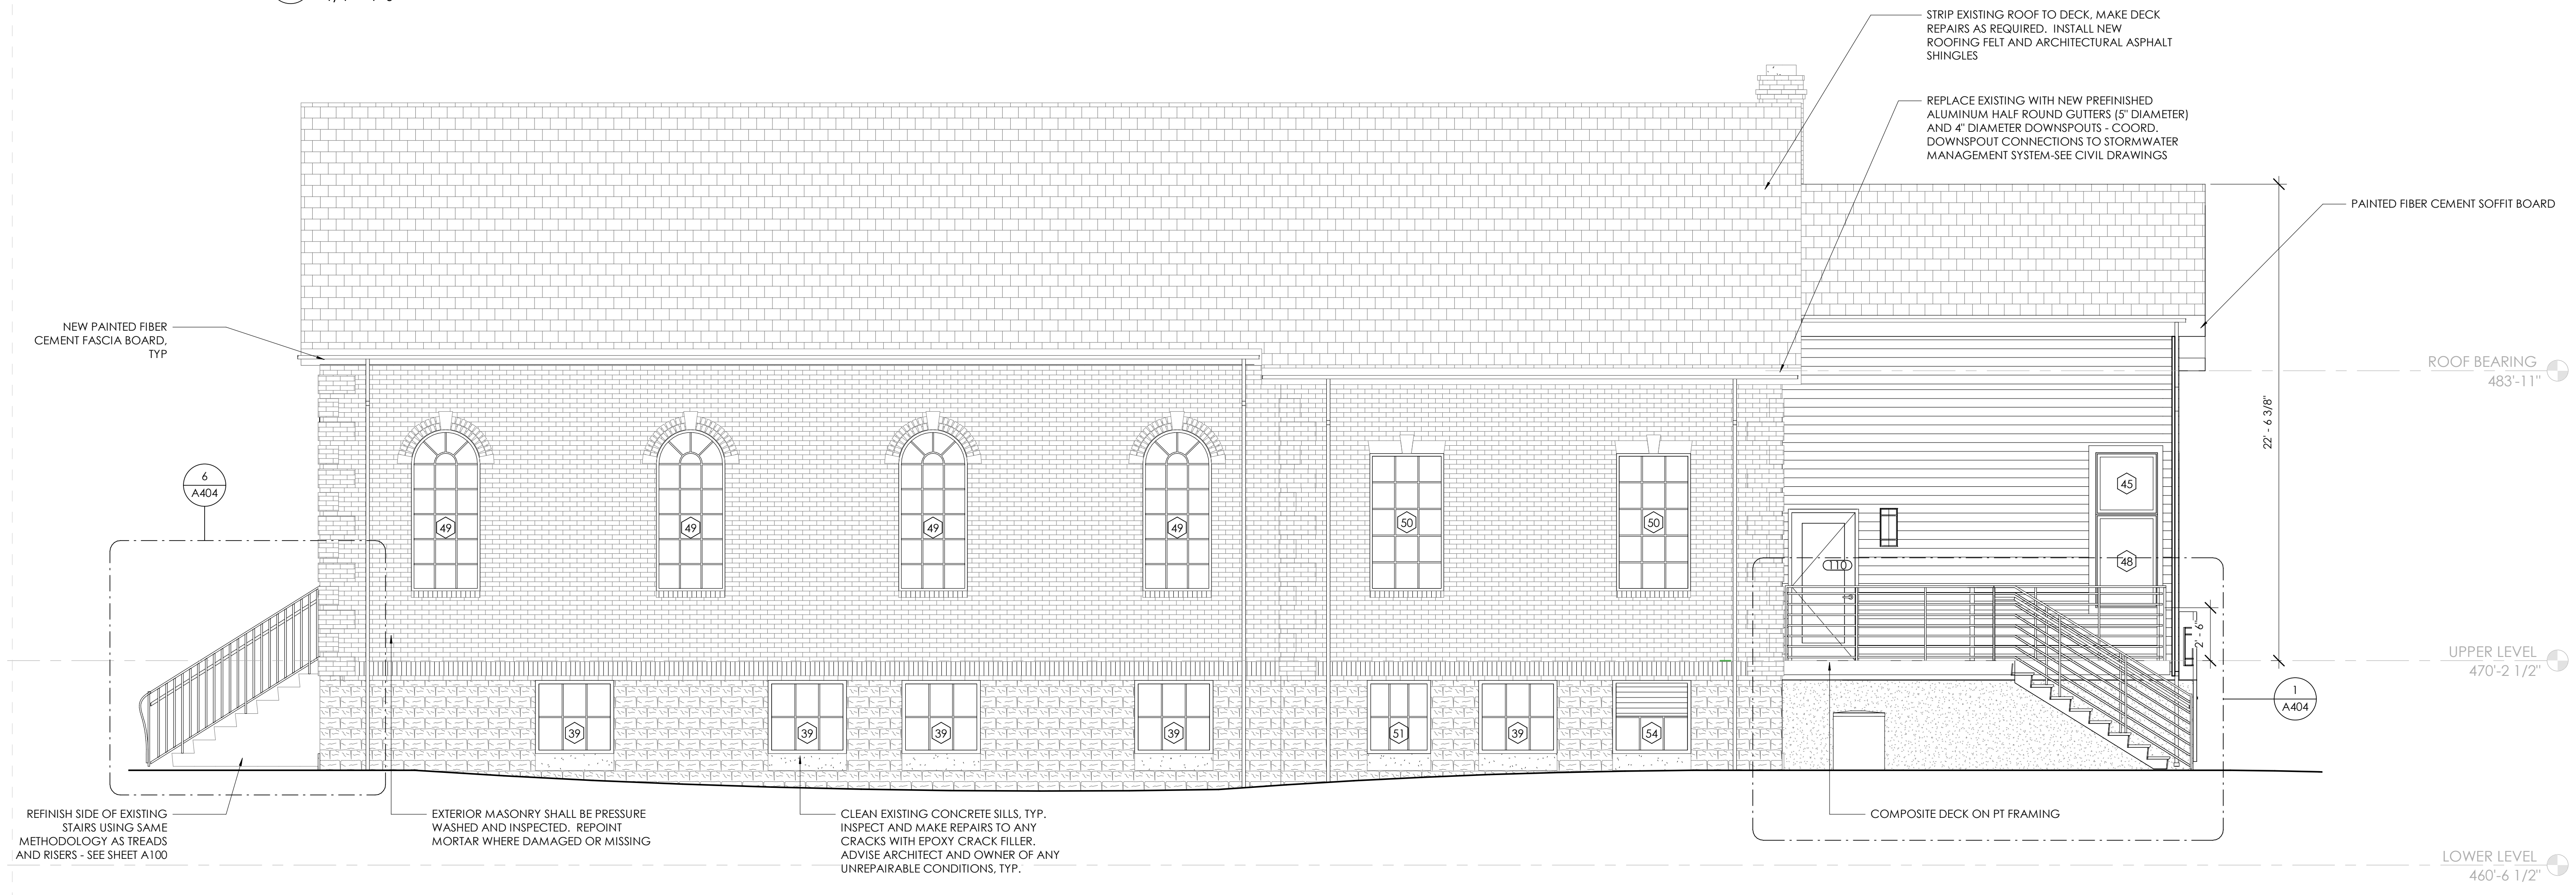 STRIP EXISTING ROOF TO DECK, MAKE DECK
REPAIRS AS REQUIRED.  INSTALL NEW
ROOFING FELT AND ARCHITECTURAL ASPHALT
SHINGLES
REPLACE EXISTING WITH NEW PREFINISHED
ALUMINUM HALF ROUND GUTTERS (5" DIAMETER)
AND 4" DIAMETER DOWNSPOUTS - COORD.
DOWNSPOUT CONNECTIONS TO STORMWATER
MANAGEMENT SYSTEM-SEE CIVIL DRAWINGS
PAINTED FIBER CEMENT SOFFIT BOARD
NEW PAINTED FIBER
CEMENT FASCIA BOARD,
TYP
ROOF BEARING
483'-11"
22' - 6 3/8"
6
A404
49
49
49
49
50
50
45
48
110
2' - 6"
UPPER LEVEL
470'-2 1/2"
1
A404
39
39
39
39
51
39
54
REFINISH SIDE OF EXISTING
STAIRS USING SAME
METHODOLOGY AS TREADS
AND RISERS - SEE SHEET A100
EXTERIOR MASONRY SHALL BE PRESSURE
WASHED AND INSPECTED.  REPOINT
MORTAR WHERE DAMAGED OR MISSING
CLEAN EXISTING CONCRETE SILLS, TYP.
INSPECT AND MAKE REPAIRS TO ANY
CRACKS WITH EPOXY CRACK FILLER.
ADVISE ARCHITECT AND OWNER OF ANY
UNREPAIRABLE CONDITIONS, TYP.
COMPOSITE DECK ON PT FRAMING
LOWER LEVEL
460'-6 1/2"